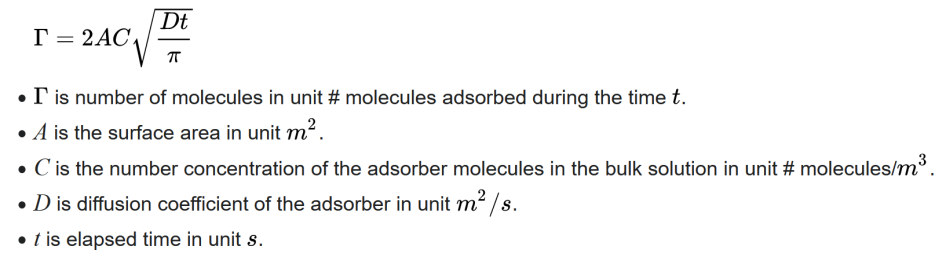 Γ = 2AC√(Dt/π)
• Γ is number of molecules in unit # molecules adsorbed during the time t.
• A is the surface area in unit m².
• C is the number concentration of the adsorber molecules in the bulk solution in unit # molecules/m³.
• D is diffusion coefficient of the adsorber in unit m²/s.
• t is elapsed time in unit s.